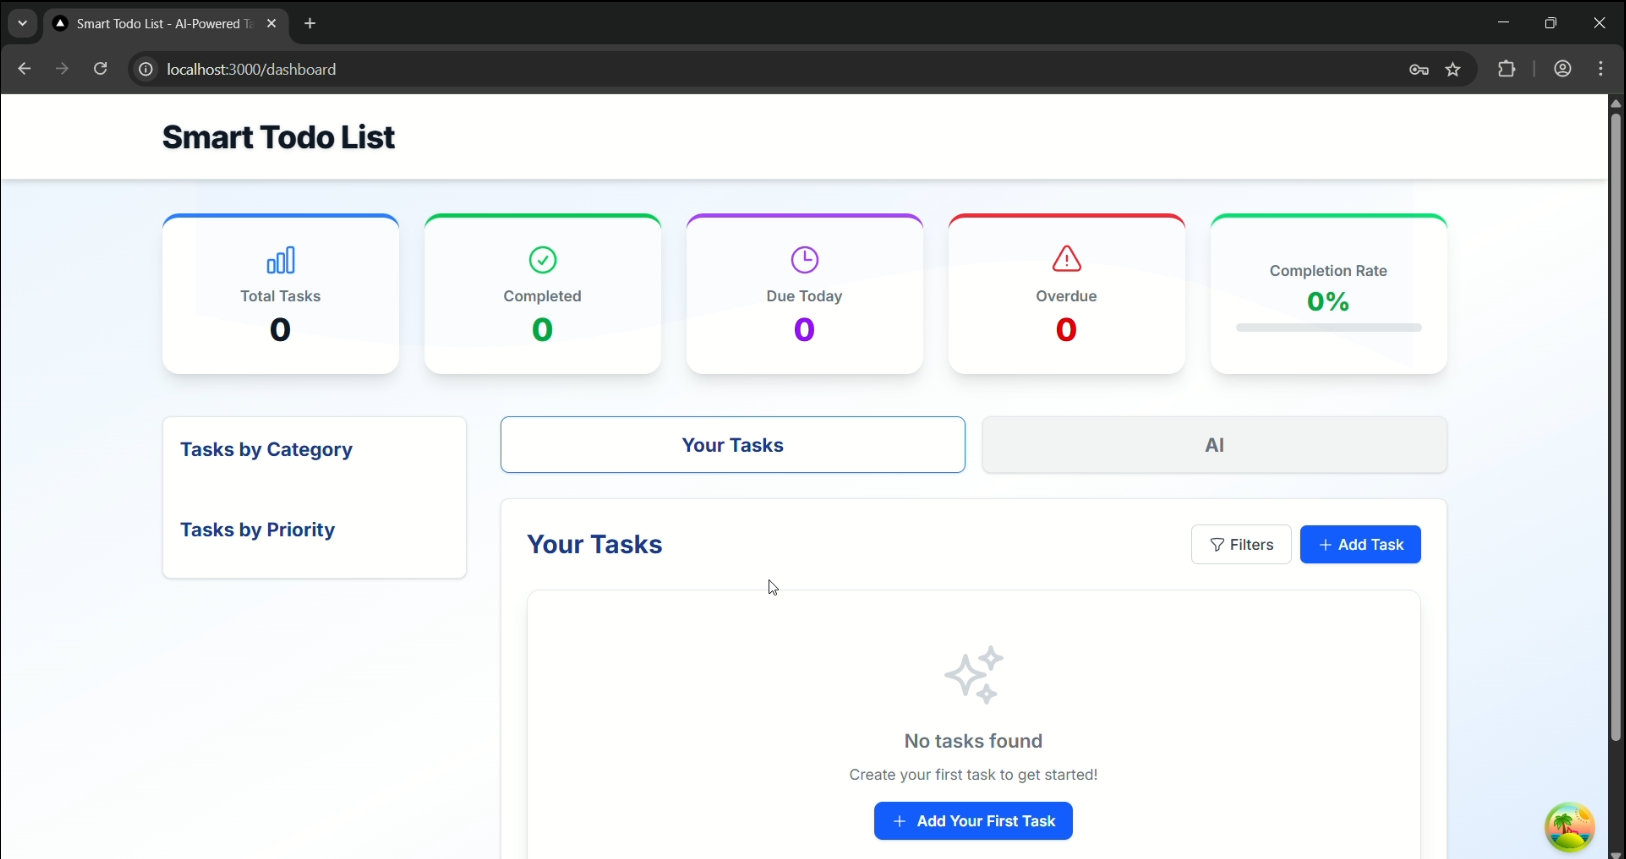 Smart Todo List - AI-Powered Ta
localhost:3000/dashboard
Smart Todo List
Total Tasks
0
Completed
0
Due Today
0
Overdue
0
Completion Rate
0%
Tasks by Category
Tasks by Priority
Your Tasks
AI
Your Tasks
Filters
+ Add Task
No tasks found
Create your first task to get started!
+ Add Your First Task